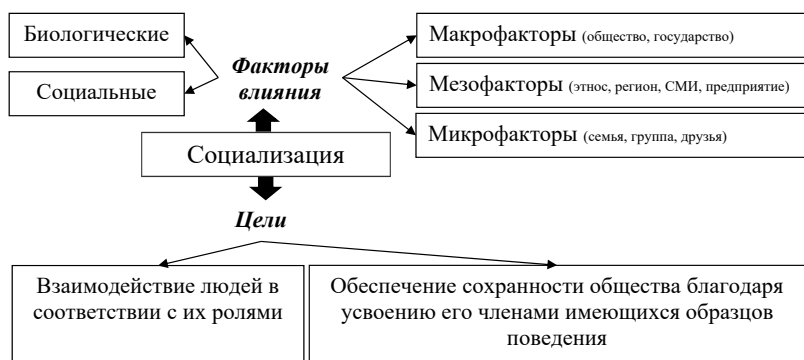 Биологические
Социальные
Факторы
влияния
Макрофакторы (общество, государство)
Мезофакторы (этнос, регион, СМИ, предприятие)
Микрофакторы (семья, группа, друзья)
Социализация
Цели
Взаимодействие людей в
соответствии с их ролями
Обеспечение сохранности общества благодаря
усвоению его членами имеющихся образцов
поведения